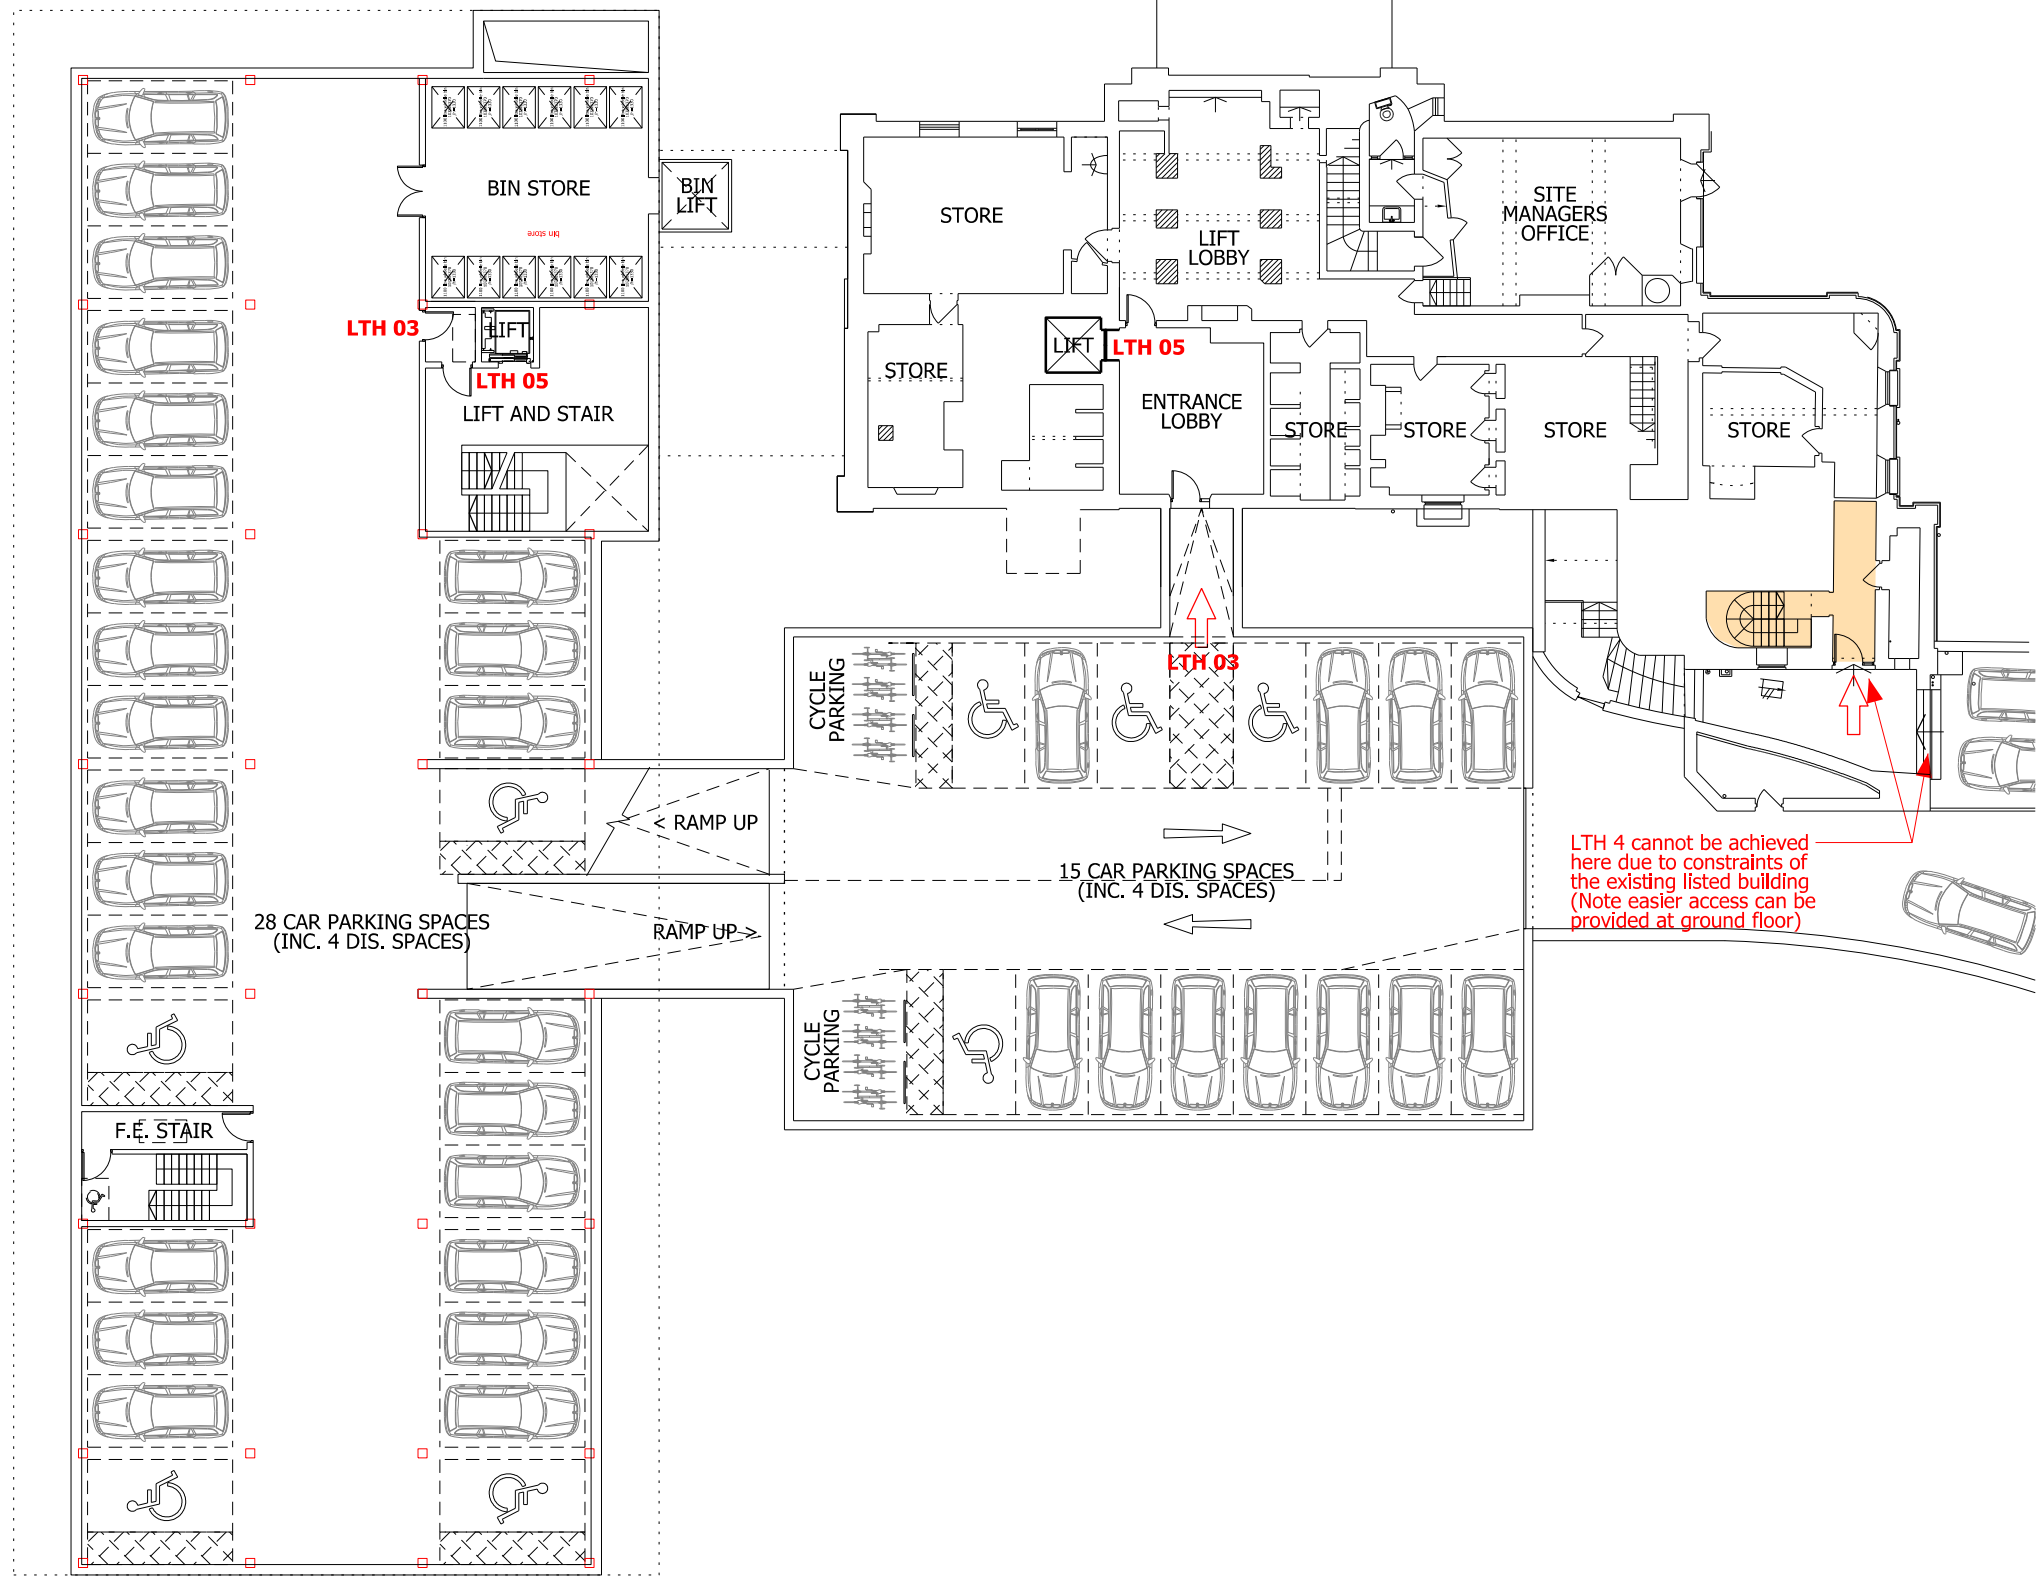 BIN STORE
bin store
BIN
LIFT
STORE
LIFT
LOBBY
SITE
MANAGERS
OFFICE
LTH 03
LIFT
LTH 05
LIFT AND STAIR
STORE
LIFT
LTH 05
ENTRANCE
LOBBY
STORE
STORE
STORE
STORE
LTH 03
CYCLE
PARKING
< RAMP UP
RAMP UP >
28 CAR PARKING SPACES
(INC. 4 DIS. SPACES)
15 CAR PARKING SPACES
(INC. 4 DIS. SPACES)
LTH 4 cannot be achieved
here due to constraints of
the existing listed building
(Note easier access can be
provided at ground floor)
CYCLE
PARKING
F.E. STAIR